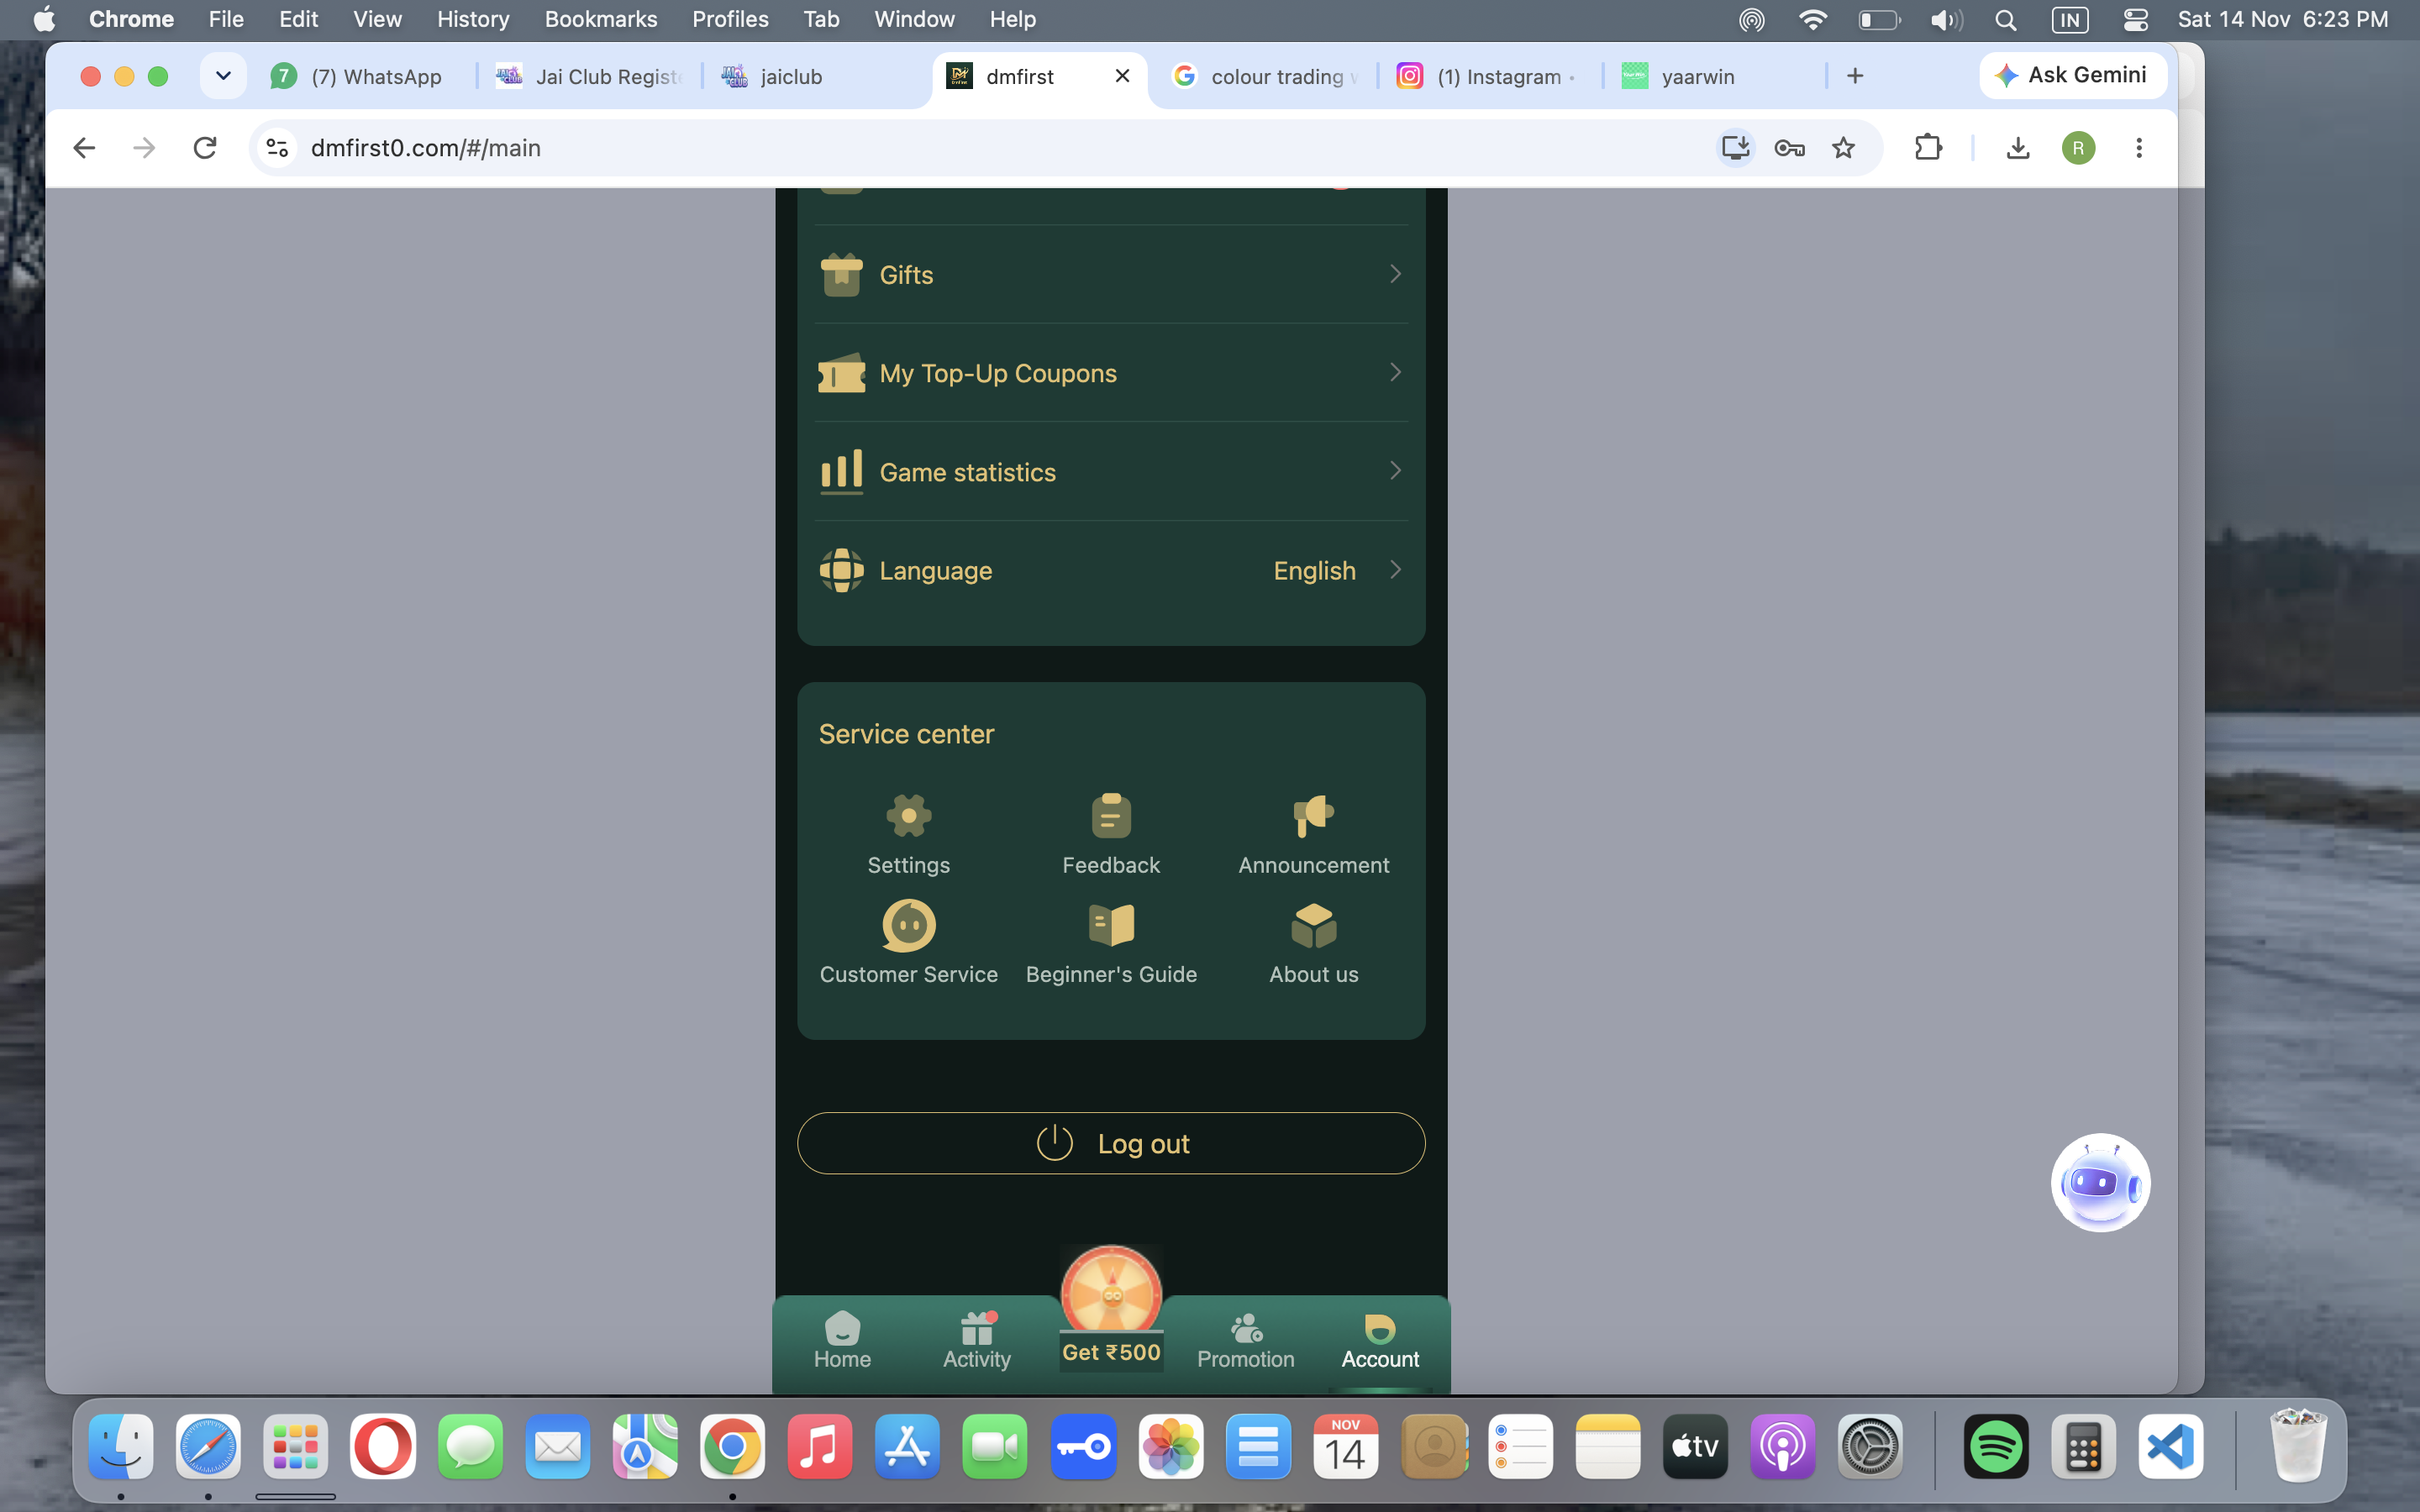 Chrome File Edit View History Bookmarks Profiles Tab Window Help IN Sat 14 Nov 6:23 PM
7 (7) WhatsApp Jai Club Registe jaiclub dmfirst colour trading w (1) Instagram • yaarwin Ask Gemini
dmfirst0.com/#/main R
Gifts
My Top-Up Coupons
Game statistics
Language English
Service center
Settings Feedback Announcement
Customer Service Beginner's Guide About us
Log out
Home Activity Get ₹500 Promotion Account
NOV
14
tv